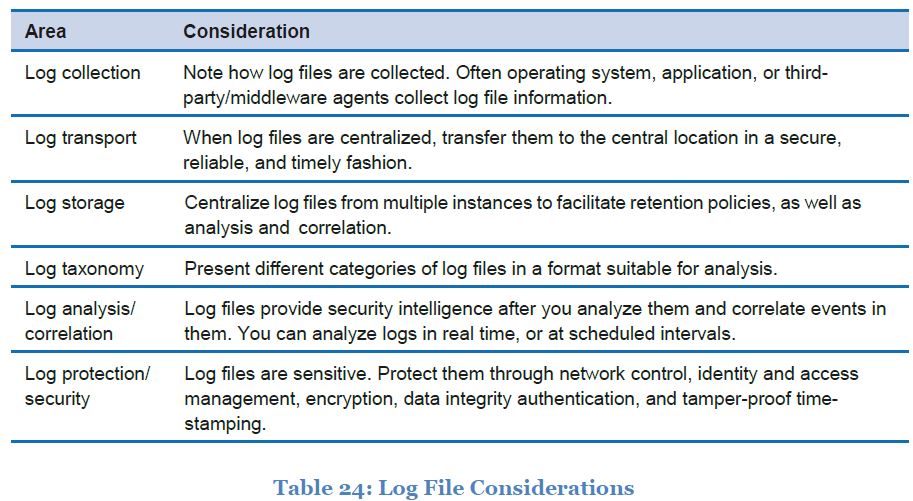 Area Consideration
Log collection Note how log files are collected. Often operating system, application, or third-
party/middleware agents collect log file information.
Log transport When log files are centralized, transfer them to the central location in a secure,
reliable, and timely fashion.
Log storage Centralize log files from multiple instances to facilitate retention policies, as well as
analysis and correlation.
Log taxonomy Present different categories of log files in a format suitable for analysis.
Log analysis/ Log files provide security intelligence after you analyze them and correlate events in
correlation them. You can analyze logs in real time, or at scheduled intervals.
Log protection/ Log files are sensitive. Protect them through network control, identity and access
security management, encryption, data integrity authentication, and tamper-proof time-
stamping.
Table 24: Log File Considerations